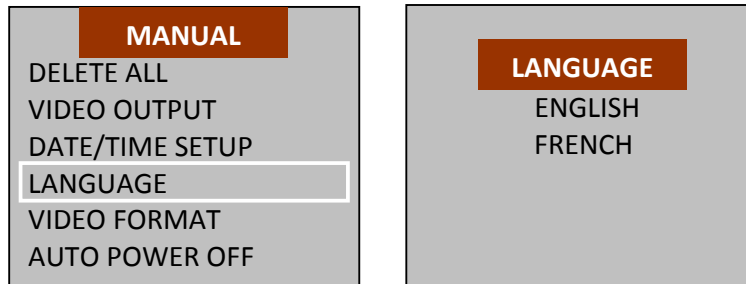 MANUAL
DELETE ALL
VIDEO OUTPUT
DATE/TIME SETUP
LANGUAGE
VIDEO FORMAT
AUTO POWER OFF
LANGUAGE
ENGLISH
FRENCH